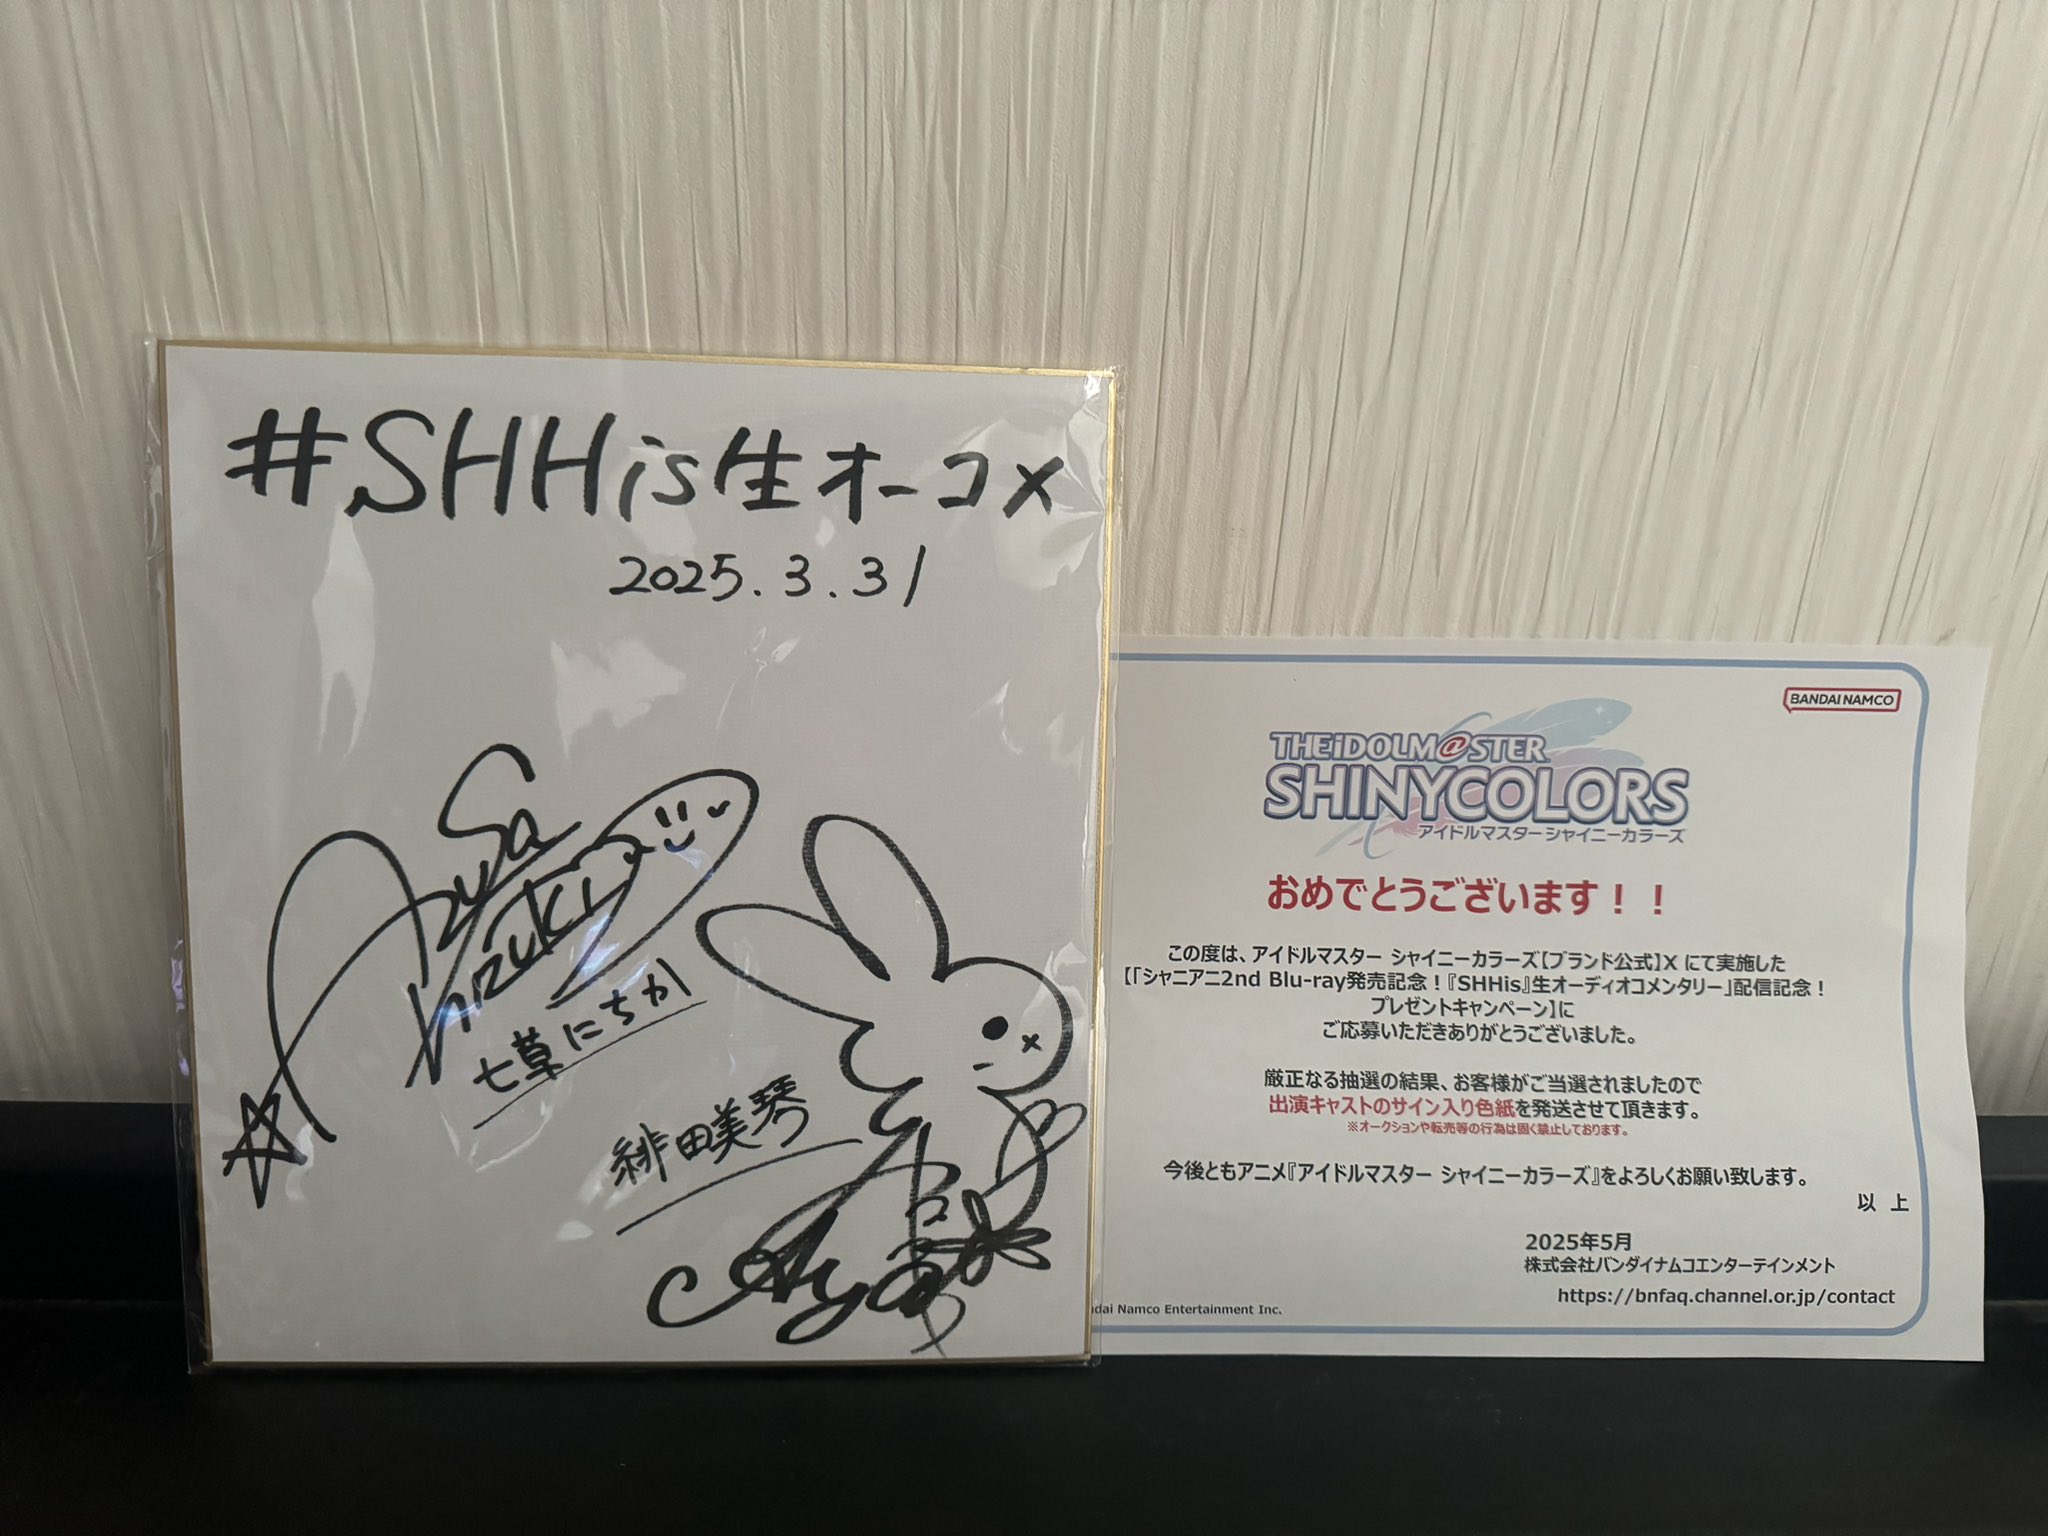 #SHHis生オーコメ
2025.3.31
七草にちか
緋田美琴
BANDAI NAMCO
THE iDOLM@STER
SHINYCOLORS
アイドルマスター シャイニーカラーズ
おめでとうございます！！
この度は、アイドルマスター シャイニーカラーズ【ブランド公式】X にて実施した
【「シャニアニ2nd Blu-ray発売記念！『SHHis』生オーディオコメンタリー」配信記念！
プレゼントキャンペーン】に
ご応募いただきありがとうございました。
厳正なる抽選の結果、お客様がご当選されましたので
出演キャストのサイン入り色紙を発送させて頂きます。
※オークションや転売等の行為は固く禁止しております。
今後ともアニメ『アイドルマスター シャイニーカラーズ』をよろしくお願い致します。
以 上
2025年5月
株式会社バンダイナムコエンターテインメント
https://bnfaq.channel.or.jp/contact
Namco Entertainment Inc.